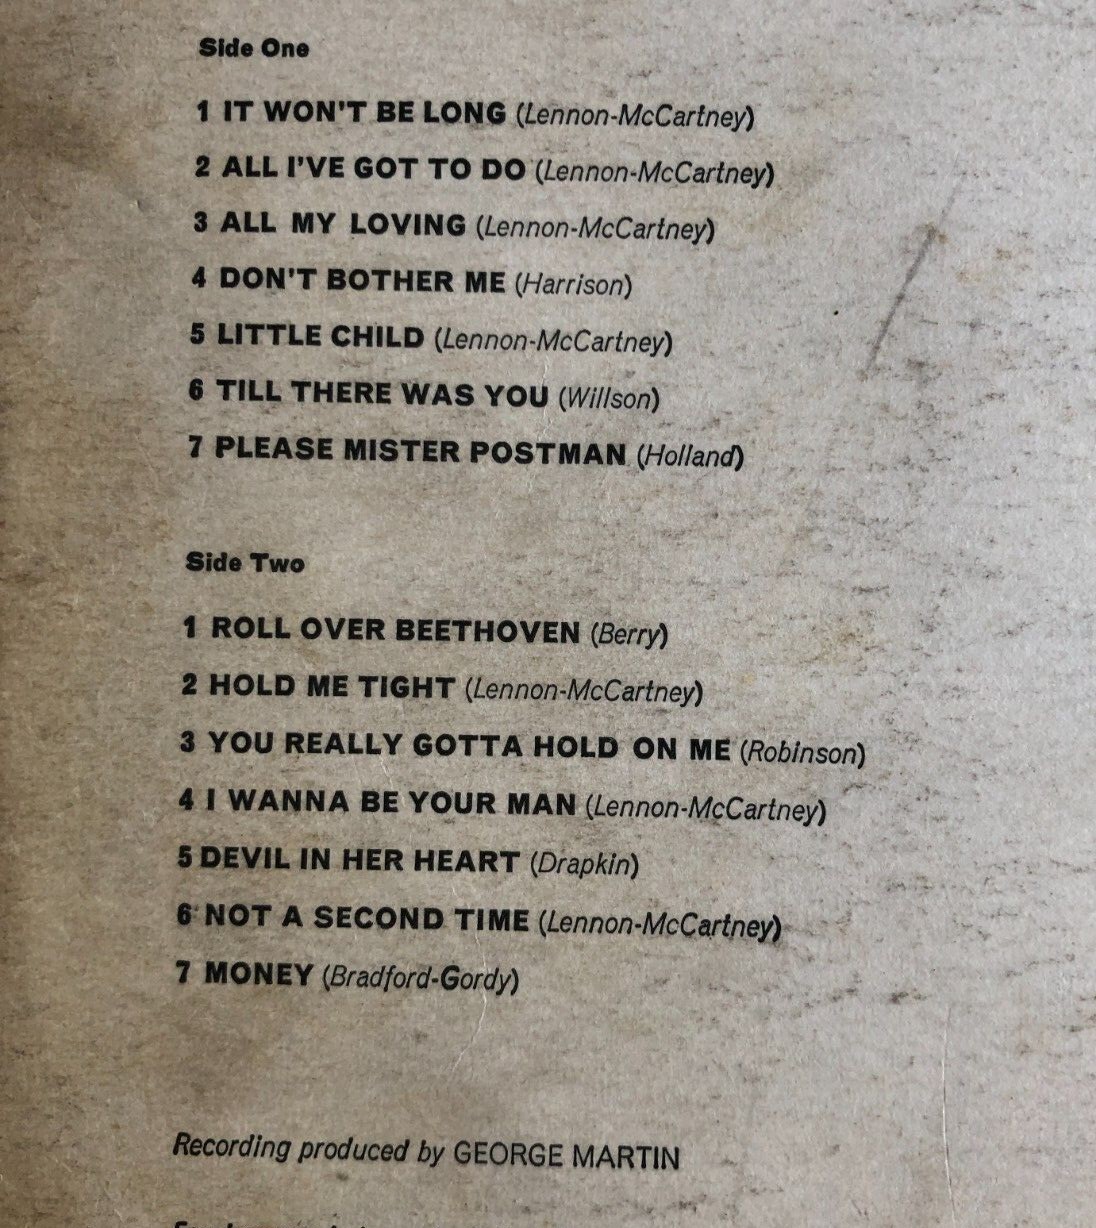 Side One
1 IT WON'T BE LONG (Lennon-McCartney)
2 ALL I'VE GOT TO DO (Lennon-McCartney)
3 ALL MY LOVING (Lennon-McCartney)
4 DON'T BOTHER ME (Harrison)
5 LITTLE CHILD (Lennon-McCartney)
6 TILL THERE WAS YOU (Willson)
7 PLEASE MISTER POSTMAN (Holland)
Side Two
1 ROLL OVER BEETHOVEN (Berry)
2 HOLD ME TIGHT (Lennon-McCartney)
3 YOU REALLY GOTTA HOLD ON ME (Robinson)
4 I WANNA BE YOUR MAN (Lennon-McCartney)
5 DEVIL IN HER HEART (Drapkin)
6 NOT A SECOND TIME (Lennon-McCartney)
7 MONEY (Bradford-Gordy)
Recording produced by GEORGE MARTIN